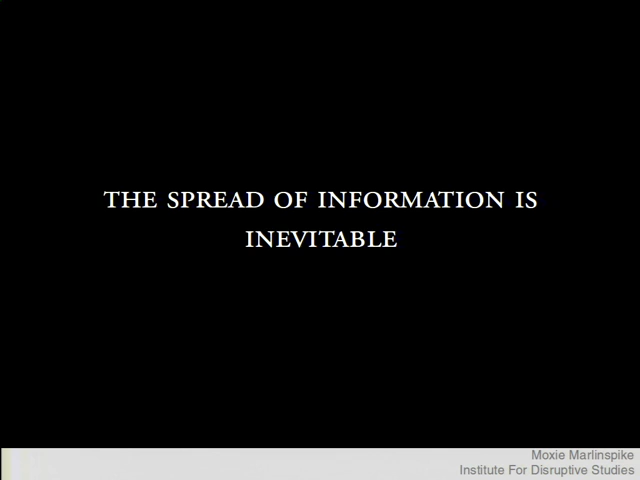 THE SPREAD OF INFORMATION IS
INEVITABLE
Moxie Marlinspike
Institute For Disruptive Studies